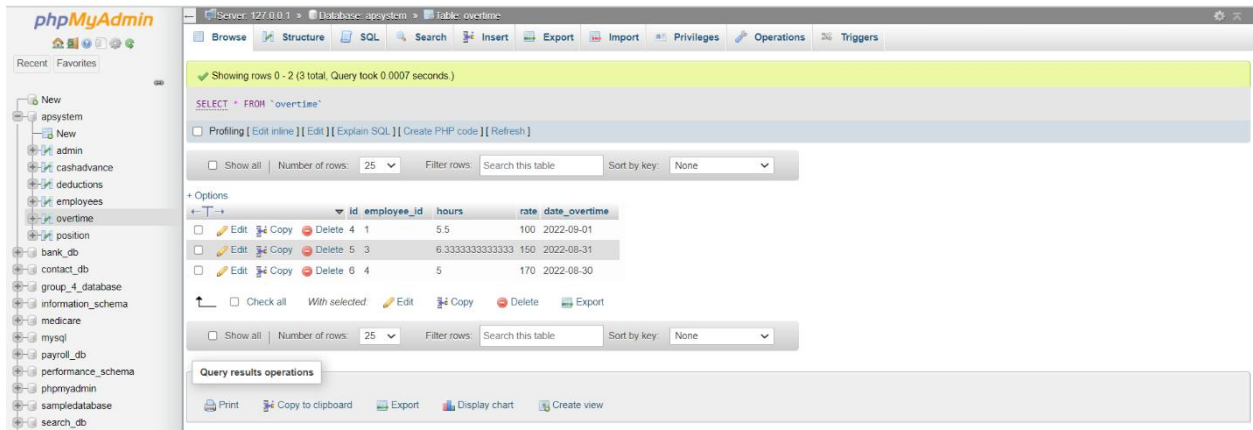 phpMyAdmin
Recent Favorites
New
apsystem
New
admin
cashadvance
deductions
employees
overtime
position
bank_db
contact_db
group_4_database
information_schema
medicare
mysql
payroll_db
performance_schema
phpmyadmin
sampledatabase
search_db
Server: 127.0.0.1 » Database: apsystem » Table: overtime
Browse Structure SQL Search Insert Export Import Privileges Operations Triggers
Showing rows 0 - 2 (3 total, Query took 0.0007 seconds.)
SELECT * FROM `overtime`
Profiling [ Edit inline ] [ Edit ] [ Explain SQL ] [ Create PHP code ] [ Refresh ]
Show all | Number of rows: 25 Filter rows: Search this table Sort by key: None
+ Options
←T→ id employee_id hours rate date_overtime
Edit Copy Delete 4 1 5.5 100 2022-09-01
Edit Copy Delete 5 3 6.3333333333333 150 2022-08-31
Edit Copy Delete 6 4 5 170 2022-08-30
Check all With selected: Edit Copy Delete Export
Show all | Number of rows: 25 Filter rows: Search this table Sort by key: None
Query results operations
Print Copy to clipboard Export Display chart Create view